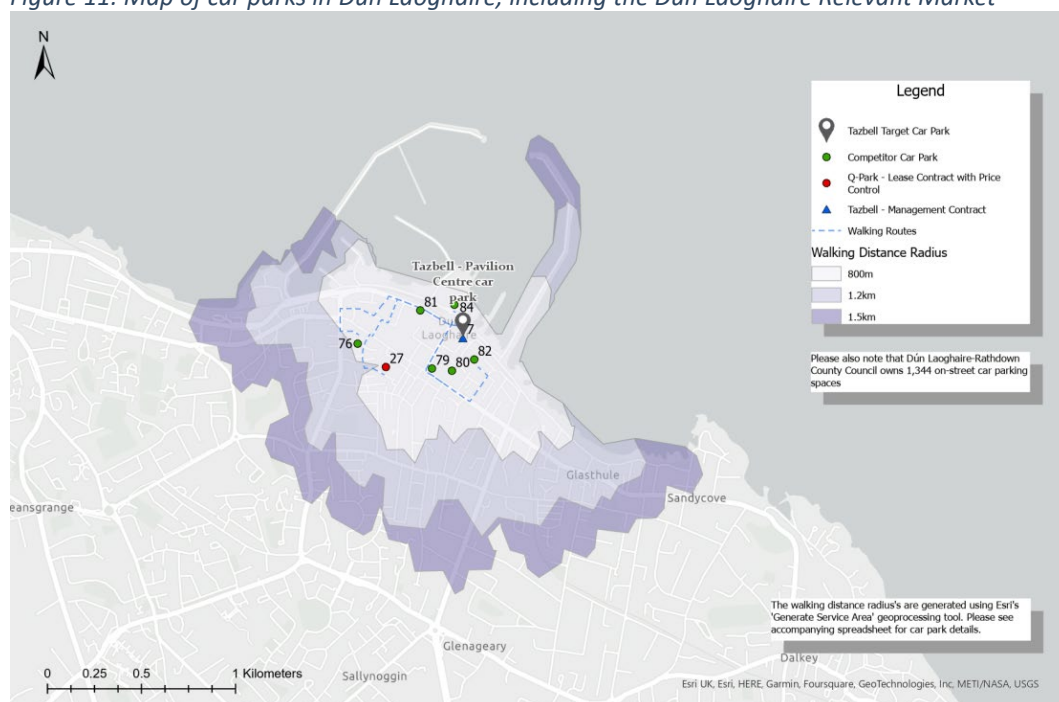 Figure 11: Map of car parks in Dún Laoghaire, including the Dún Laoghaire Relevant Market
N
Legend
Tazbell Target Car Park
Competitor Car Park
Q-Park - Lease Contract with Price
Control
Tazbell - Management Contract
Walking Routes
Walking Distance Radius
800m
1.2km
1.5km
Please also note that Dún Laoghaire-Rathdown
County Council owns 1,344 on-street car parking
spaces
Tazbell - Pavilion
Centre car
park
81
84
Laoghaire
7
76
27
79
80
82
Glasthule
Sandycove
eansgrange
The walking distance radius's are generated using Esri's
'Generate Service Area' geoprocessing tool. Please see
accompanying spreadsheet for car park details.
Glenageary
Dalkey
0 0.25 0.5 1 Kilometers
Sallynoggin
Esri UK, Esri, HERE, Garmin, Foursquare, GeoTechnologies, Inc, METI/NASA, USGS